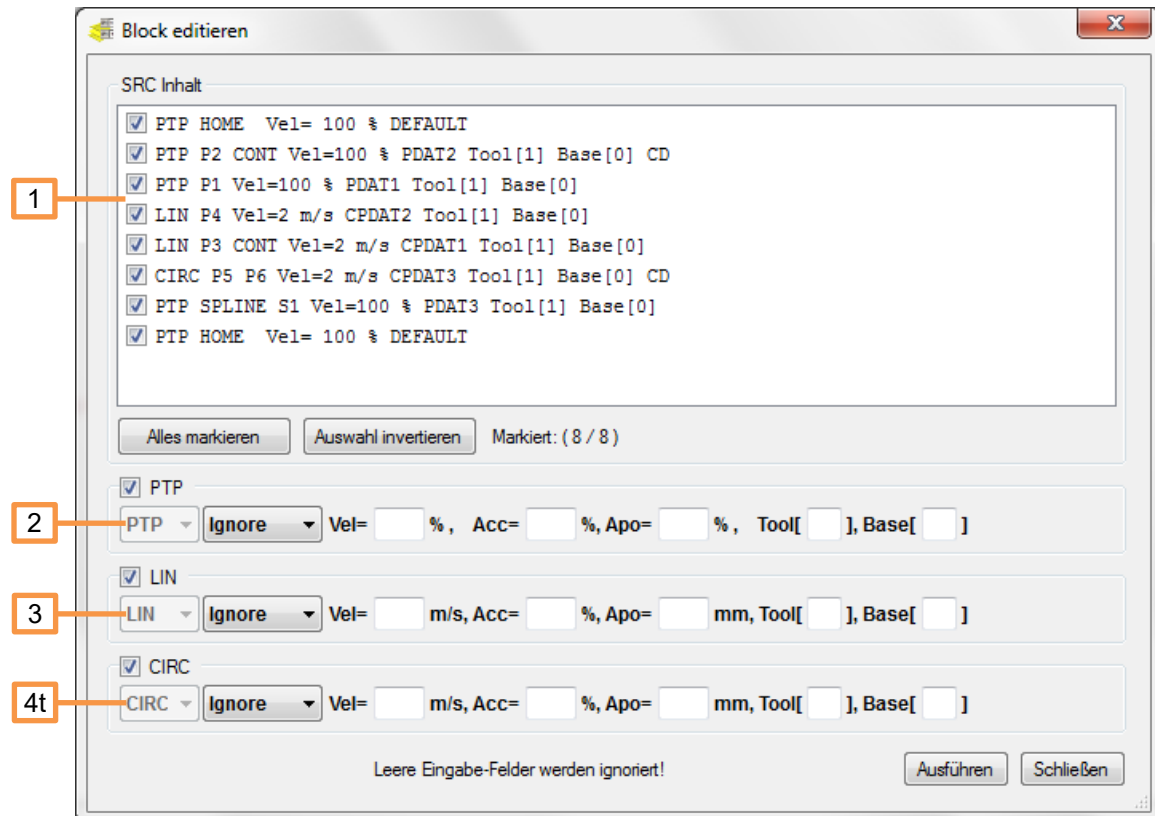 Block editieren
SRC Inhalt
PTP HOME  Vel= 100 % DEFAULT
PTP P2 CONT Vel=100 % PDAT2 Tool[1] Base[0] CD
1
PTP P1 Vel=100 % PDAT1 Tool[1] Base[0]
LIN P4 Vel=2 m/s CPDAT2 Tool[1] Base[0]
LIN P3 CONT Vel=2 m/s CPDAT1 Tool[1] Base[0]
CIRC P5 P6 Vel=2 m/s CPDAT3 Tool[1] Base[0] CD
PTP SPLINE S1 Vel=100 % PDAT3 Tool[1] Base[0]
PTP HOME  Vel= 100 % DEFAULT
Alles markieren Auswahl invertieren Markiert: ( 8 / 8 )
PTP
2 PTP Ignore Vel= % , Acc= %, Apo= % , Tool[ ], Base[ ]
LIN
3 LIN Ignore Vel= m/s, Acc= %, Apo= mm, Tool[ ], Base[ ]
CIRC
4t CIRC Ignore Vel= m/s, Acc= %, Apo= mm, Tool[ ], Base[ ]
Leere Eingabe-Felder werden ignoriert! Ausführen Schließen